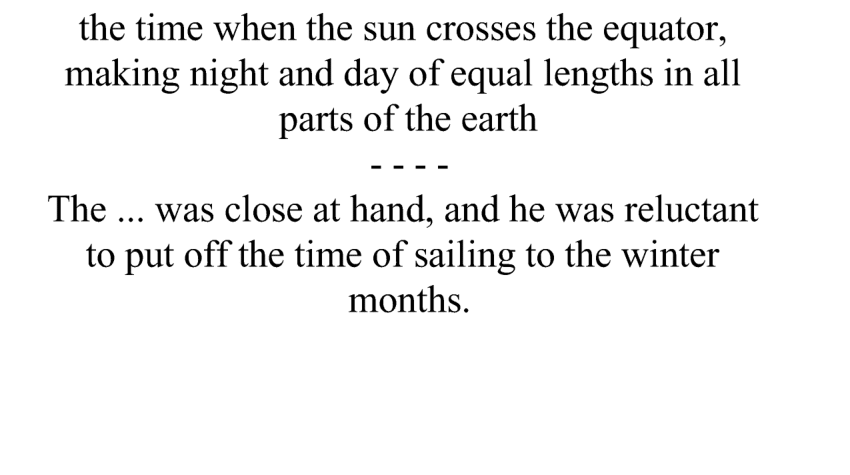 the time when the sun crosses the equator,
making night and day of equal lengths in all
parts of the earth
- - - -
The ... was close at hand, and he was reluctant
to put off the time of sailing to the winter
months.